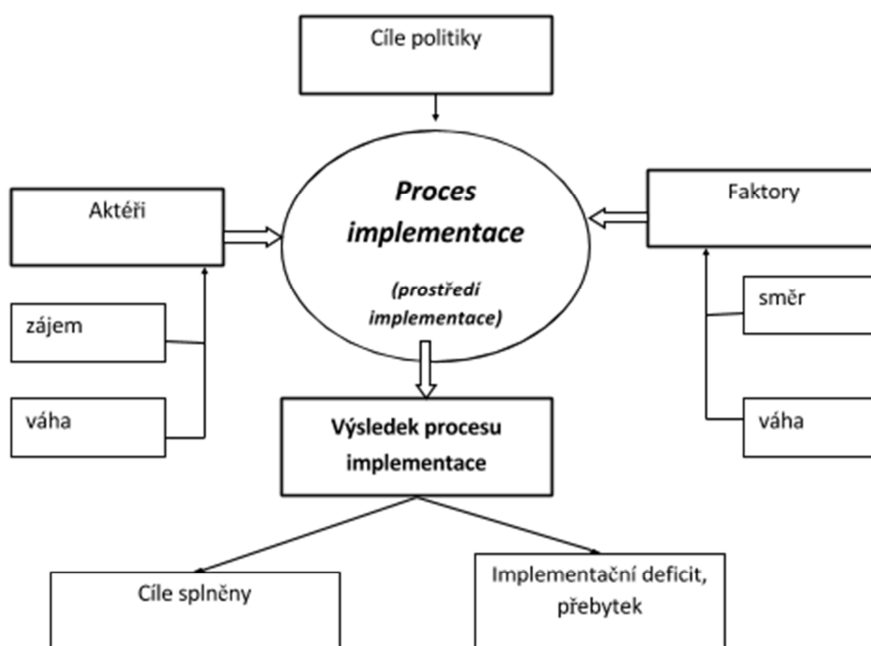 Cíle politiky
Proces
implementace
(prostředí
implementace)
Aktéři
Faktory
zájem
směr
váha
váha
Výsledek procesu
implementace
Cíle splněny
Implementační deficit,
přebytek